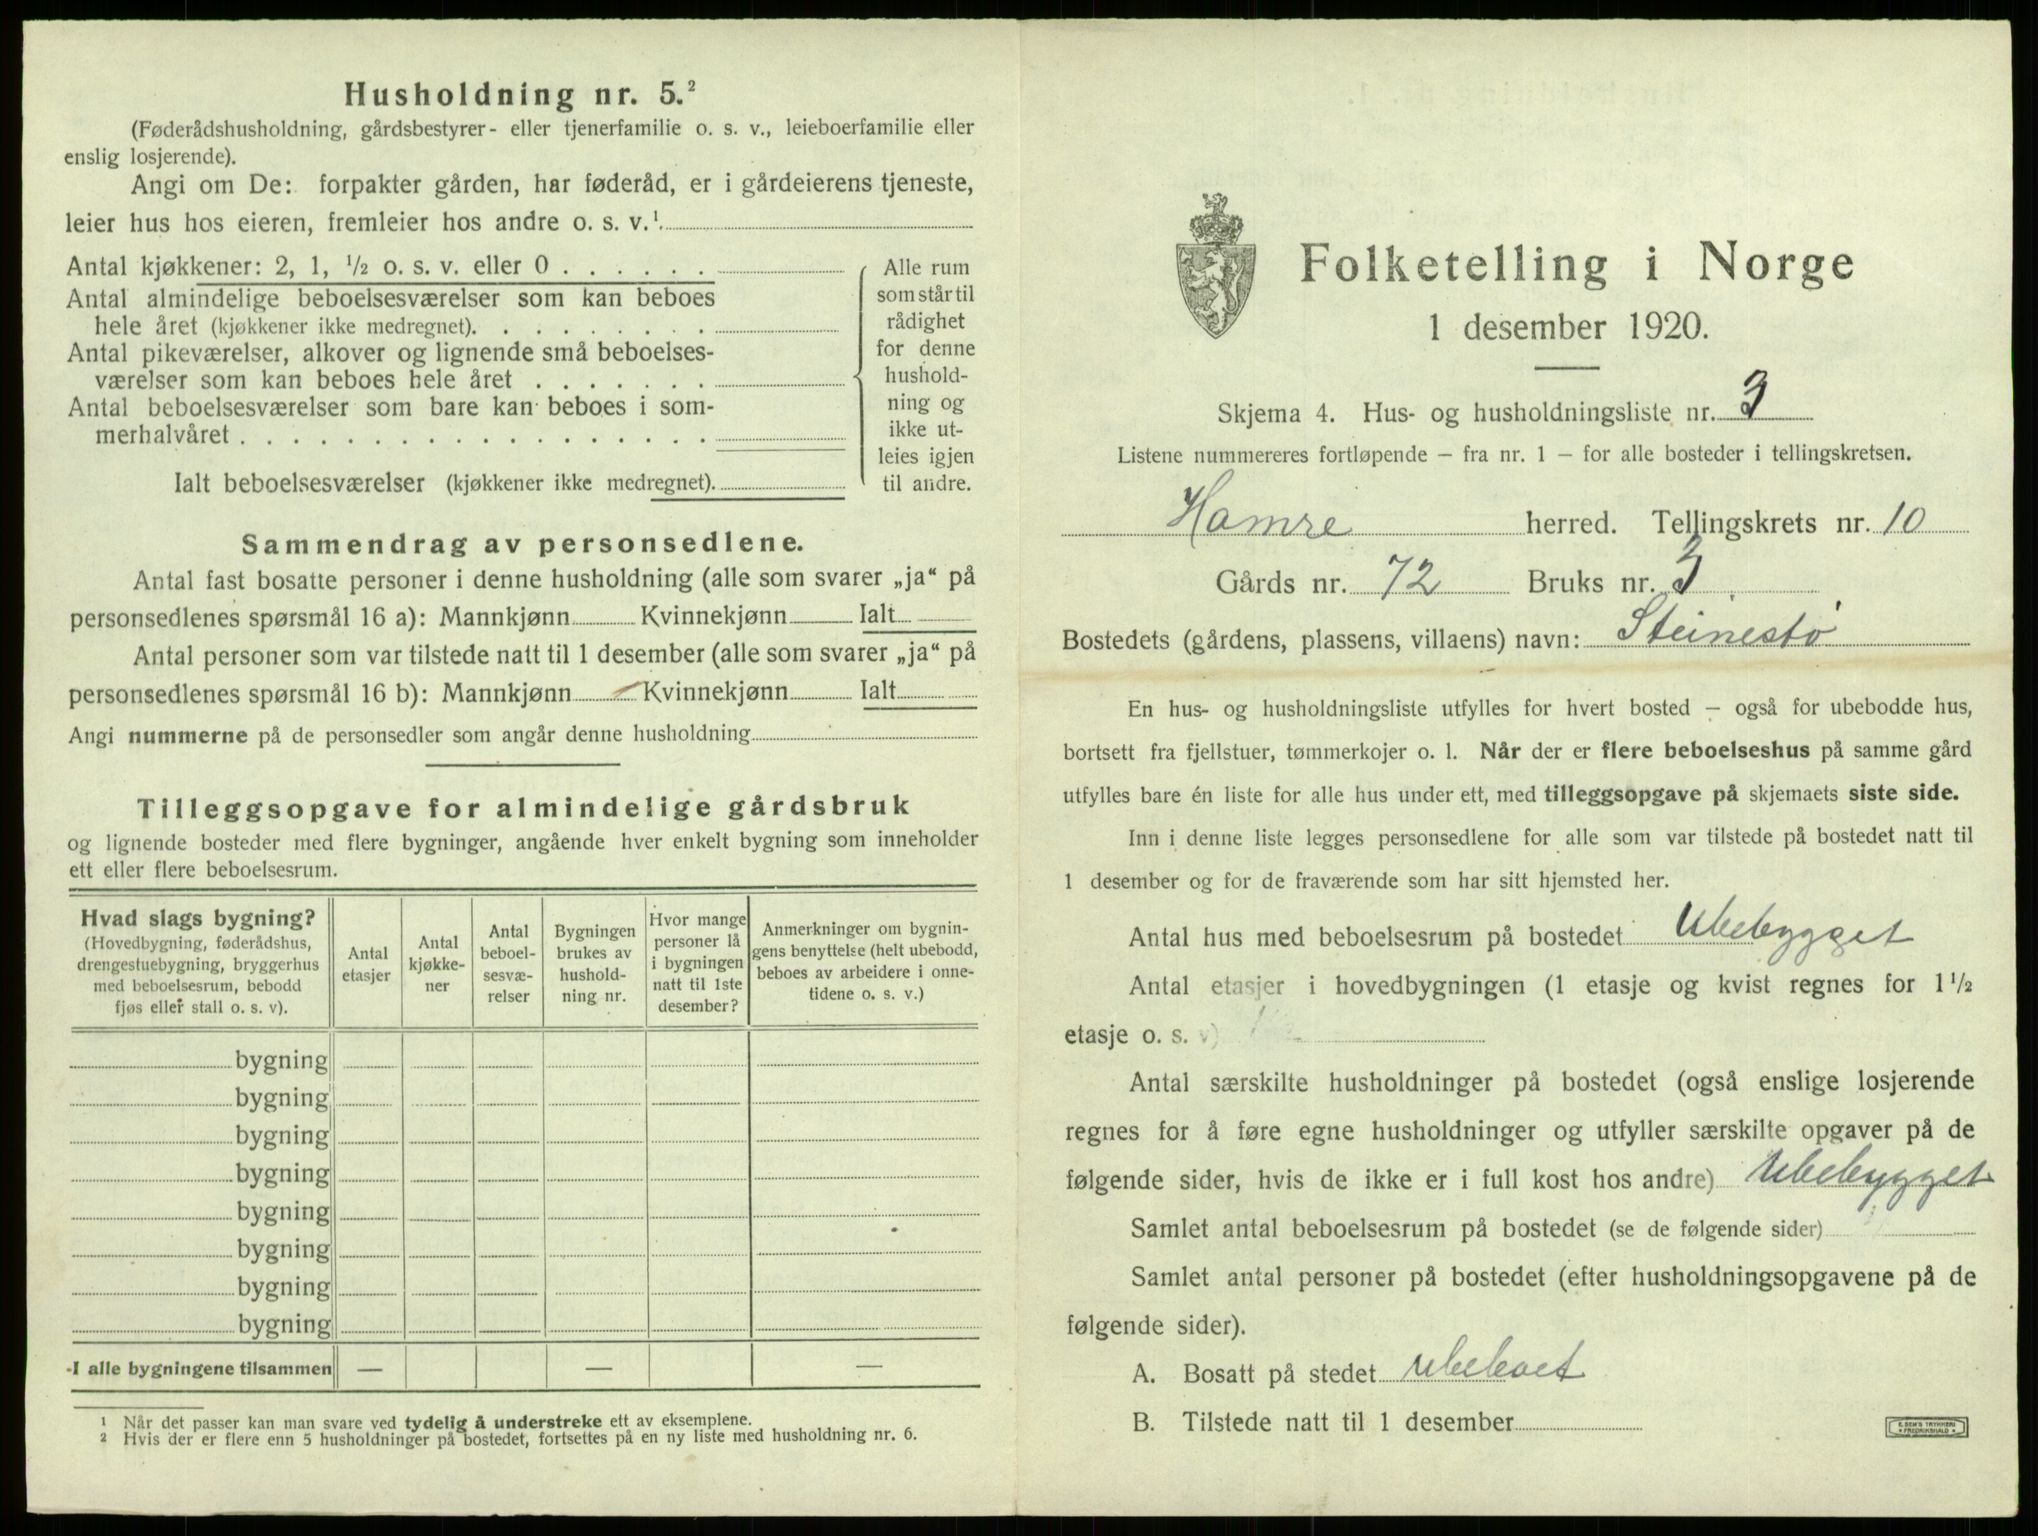 Husholdning nr. 5.²
(Føderådshusholdning, gårdsbestyrer- eller tjenerfamilie o. s. v., leieboerfamilie eller
enslig losjerende).
Angi om De: forpakter gården, har føderåd, er i gårdeierens tjeneste,
leier hus hos eieren, fremleier hos andre o. s. v.¹
Antal kjøkkener: 2, 1, ½ o. s. v. eller 0 . . . . . .
Antal almindelige beboelsesværelser som kan beboes
hele året (kjøkkener ikke medregnet). . . . . . . . .
Antal pikeværelser, alkover og lignende små beboelses-
værelser som kan beboes hele året . . . . . . .
Antal beboelsesværelser som bare kan beboes i som-
merhalvåret . . . . . . . . . . . . . . . . . .
Ialt beboelsesværelser (kjøkkener ikke medregnet).
Alle rum
som står til
rådighet
for denne
hushold-
ning og
ikke ut-
leies igjen
til andre.
Sammendrag av personsedlene.
Antal fast bosatte personer i denne husholdning (alle som svarer „ja“ på
personsedlenes spørsmål 16 a): Mannkjønn Kvinnekjønn Ialt
Antal personer som var tilstede natt til 1 desember (alle som svarer „ja“ på
personsedlenes spørsmål 16 b): Mannkjønn Kvinnekjønn Ialt
Angi nummerne på de personsedler som angår denne husholdning
Tilleggsopgave for almindelige gårdsbruk
og lignende bosteder med flere bygninger, angående hver enkelt bygning som inneholder
ett eller flere beboelsesrum.
Hvad slags bygning?
(Hovedbygning, føderådshus,
drengestuebygning, bryggerhus
med beboelsesrum, bebodd
fjøs eller stall o. s. v).
Antal
etasjer
Antal
kjøkke-
ner
Antal
beboel-
sesvæ-
relser
Bygningen
brukes av
hushold-
ning nr.
Hvor mange
personer lå
i bygningen
natt til 1ste
desember?
Anmerkninger om bygnin-
gens benyttelse (helt ubebodd,
beboes av arbeidere i onne-
tidene o. s. v.)
bygning
bygning
bygning
bygning
bygning
bygning
bygning
bygning
I alle bygningene tilsammen — — —
¹ Når det passer kan man svare ved tydelig å understreke ett av eksemplene.
² Hvis der er flere enn 5 husholdninger på bostedet, fortsettes på en ny liste med husholdning nr. 6.
Folketelling i Norge
1 desember 1920.
Skjema 4. Hus- og husholdningsliste nr. 3
Listene nummereres fortløpende – fra nr. 1 – for alle bosteder i tellingskretsen.
Hamre herred. Tellingskrets nr. 10
Gårds nr. 72 Bruks nr. 3
Bostedets (gårdens, plassens, villaens) navn: Steinestø
En hus- og husholdningsliste utfylles for hvert bosted – også for ubebodde hus,
bortsett fra fjellstuer, tømmerkojer o. l. Når der er flere beboelseshus på samme gård
utfylles bare én liste for alle hus under ett, med tilleggsopgave på skjemaets siste side.
Inn i denne liste legges personsedlene for alle som var tilstede på bostedet natt til
1 desember og for de fraværende som har sitt hjemsted her.
Antal hus med beboelsesrum på bostedet Ubebygget
Antal etasjer i hovedbygningen (1 etasje og kvist regnes for 1½
etasje o. s. v)
Antal særskilte husholdninger på bostedet (også enslige losjerende
regnes for å føre egne husholdninger og utfyller særskilte opgaver på de
følgende sider, hvis de ikke er i full kost hos andre) Ubebygget
Samlet antal beboelsesrum på bostedet (se de følgende sider)
Samlet antal personer på bostedet (efter husholdningsopgavene på de
følgende sider).
A. Bosatt på stedet Ubeboet
B. Tilstede natt til 1 desember
E. SEM'S TRYKKERI
FREDRIKSHALD